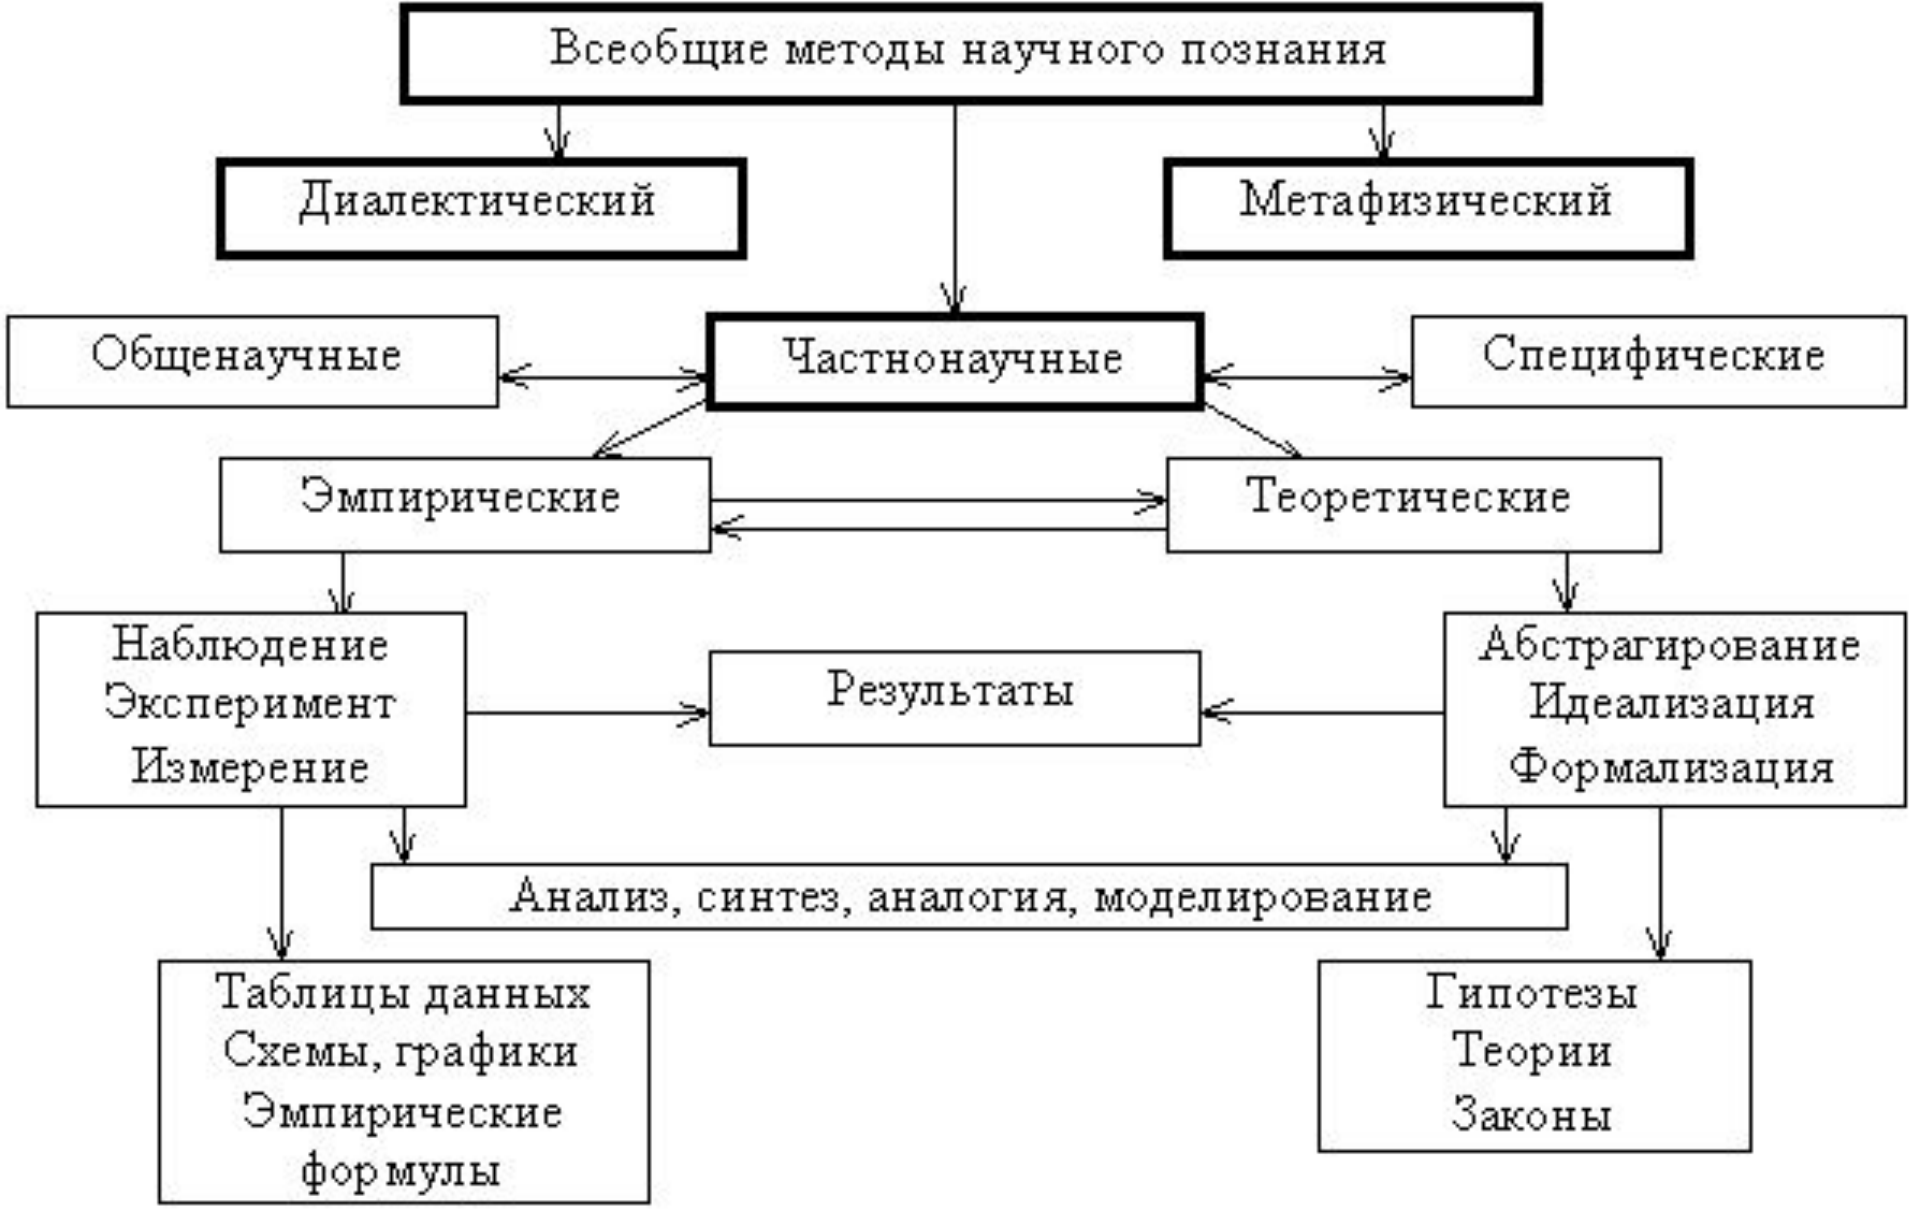 Всеобщие методы научного познания
Диалектический
Метафизический
Общенаучные
Частнонаучные
Специфические
Эмпирические
Теоретические
Наблюдение
Эксперимент
Измерение
Результаты
Абстрагирование
Идеализация
Формализация
Анализ, синтез, аналогия, моделирование
Таблицы данных
Схемы, графики
Эмпирические
формулы
Гипотезы
Теории
Законы